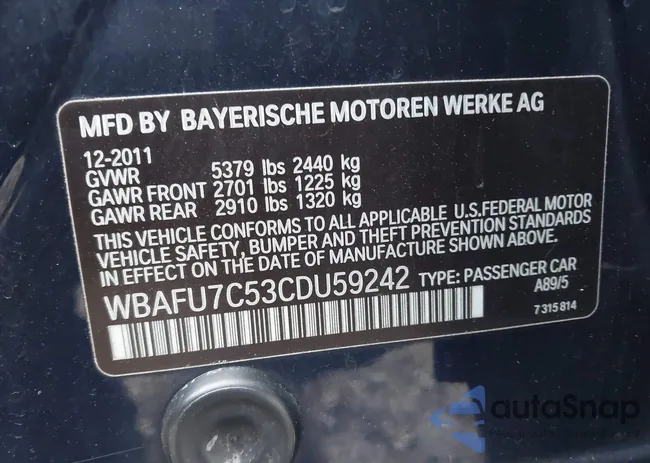 MFD BY BAYERISCHE MOTOREN WERKE AG
12-2011
GVWR 5379 lbs 2440 kg
GAWR FRONT 2701 lbs 1225 kg
GAWR REAR 2910 lbs 1320 kg
THIS VEHICLE CONFORMS TO ALL APPLICABLE U.S.FEDERAL MOTOR
VEHICLE SAFETY, BUMPER AND THEFT PREVENTION STANDARDS
IN EFFECT ON THE DATE OF MANUFACTURE SHOWN ABOVE.
WBAFU7C53CDU59242 TYPE: PASSENGER CAR
A89/5
7 315 814
autoSnap